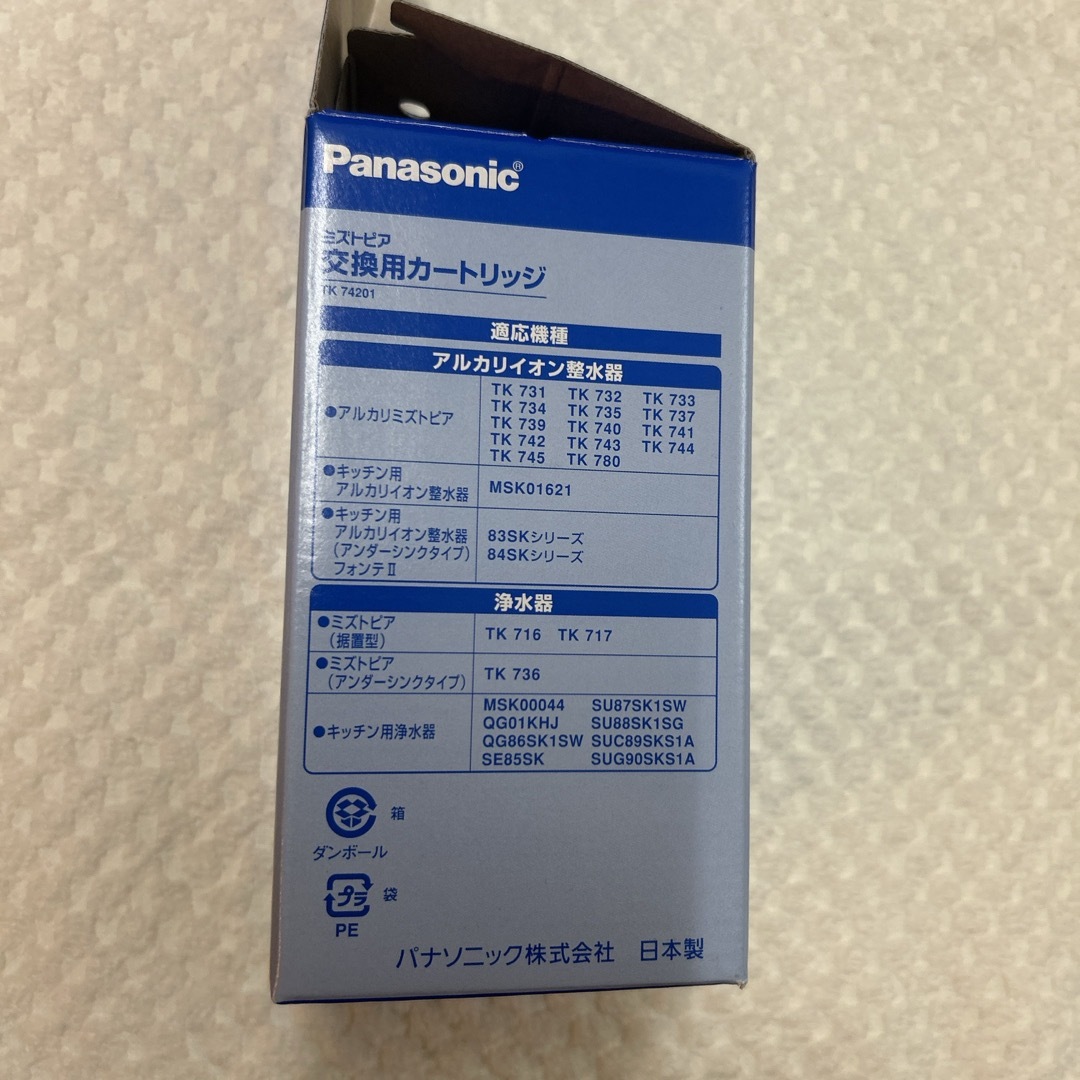 Panasonic®
ミズトピア
交換用カートリッジ
TK 74201
適応機種
アルカリイオン整水器
●アルカリミズトピア
TK 731 TK 732 TK 733
TK 734 TK 735 TK 737
TK 739 TK 740 TK 741
TK 742 TK 743 TK 744
TK 745 TK 780
●キッチン用
アルカリイオン整水器
MSK01621
●キッチン用
アルカリイオン整水器
(アンダーシンクタイプ)
フォンテⅡ
83SKシリーズ
84SKシリーズ
浄水器
●ミズトピア
(据置型)
TK 716 TK 717
●ミズトピア
(アンダーシンクタイプ)
TK 736
●キッチン用浄水器
MSK00044 SU87SK1SW
QG01KHJ SU88SK1SG
QG86SK1SW SUC89SKS1A
SE85SK SUG90SKS1A
箱
ダンボール
プラ 袋
PE
パナソニック株式会社 日本製